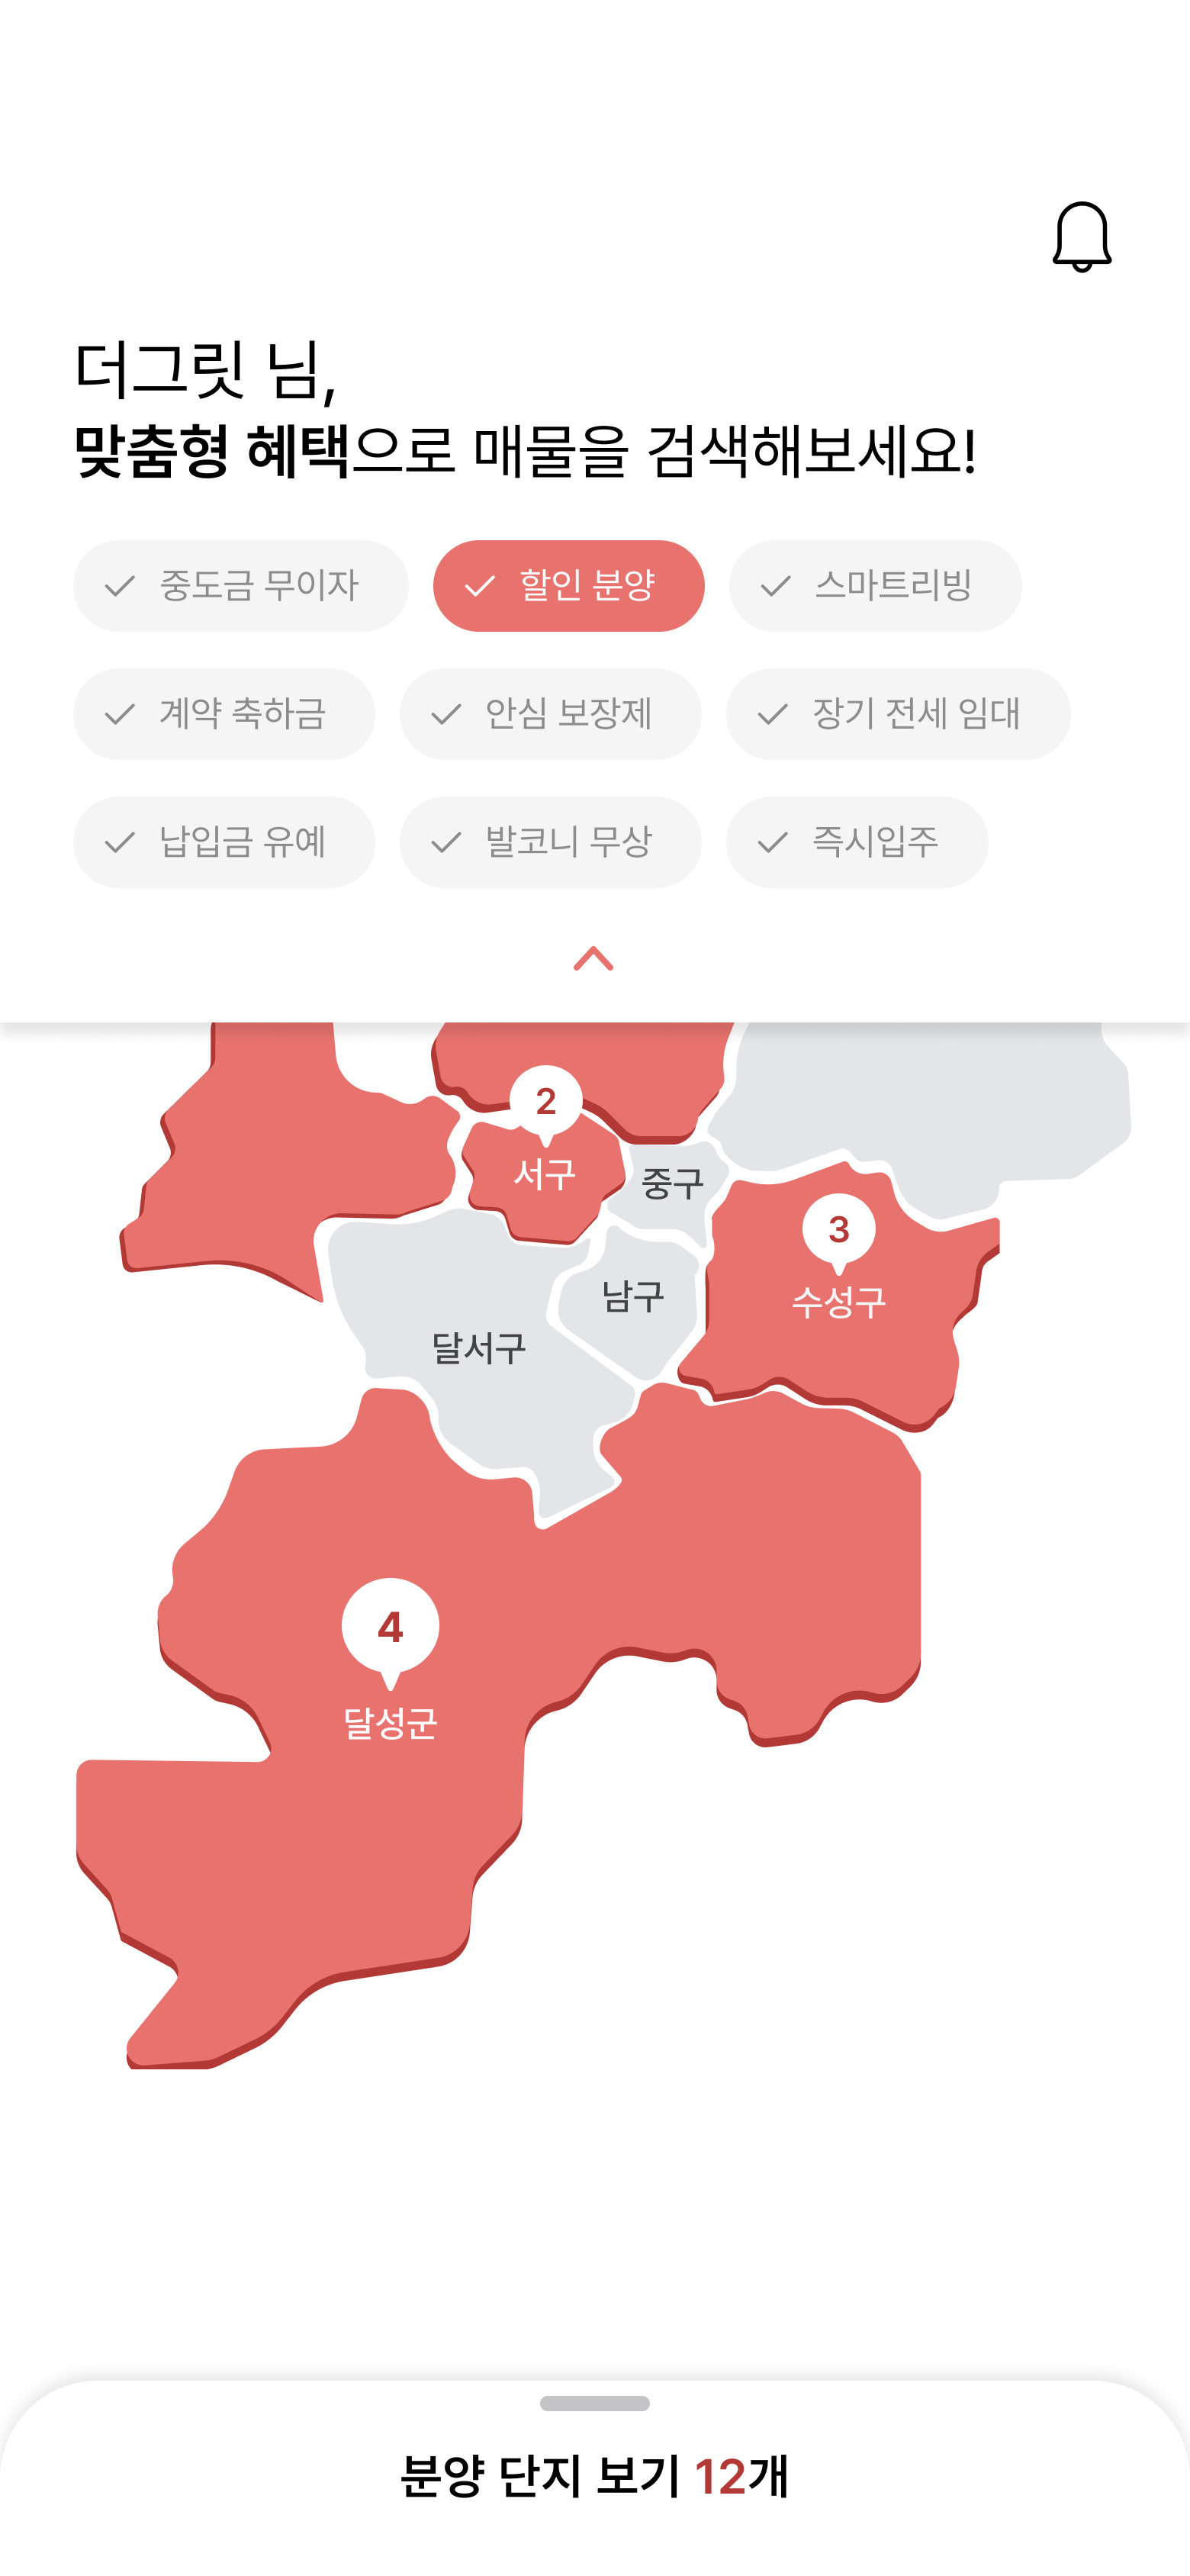 더그릿 님,
맞춤형 혜택으로 매물을 검색해보세요!
중도금 무이자 할인 분양 스마트리빙
계약 축하금 안심 보장제 장기 전세 임대
납입금 유예 발코니 무상 즉시입주
2
서구
중구
3
수성구
남구
달서구
4
달성군
분양 단지 보기 12개